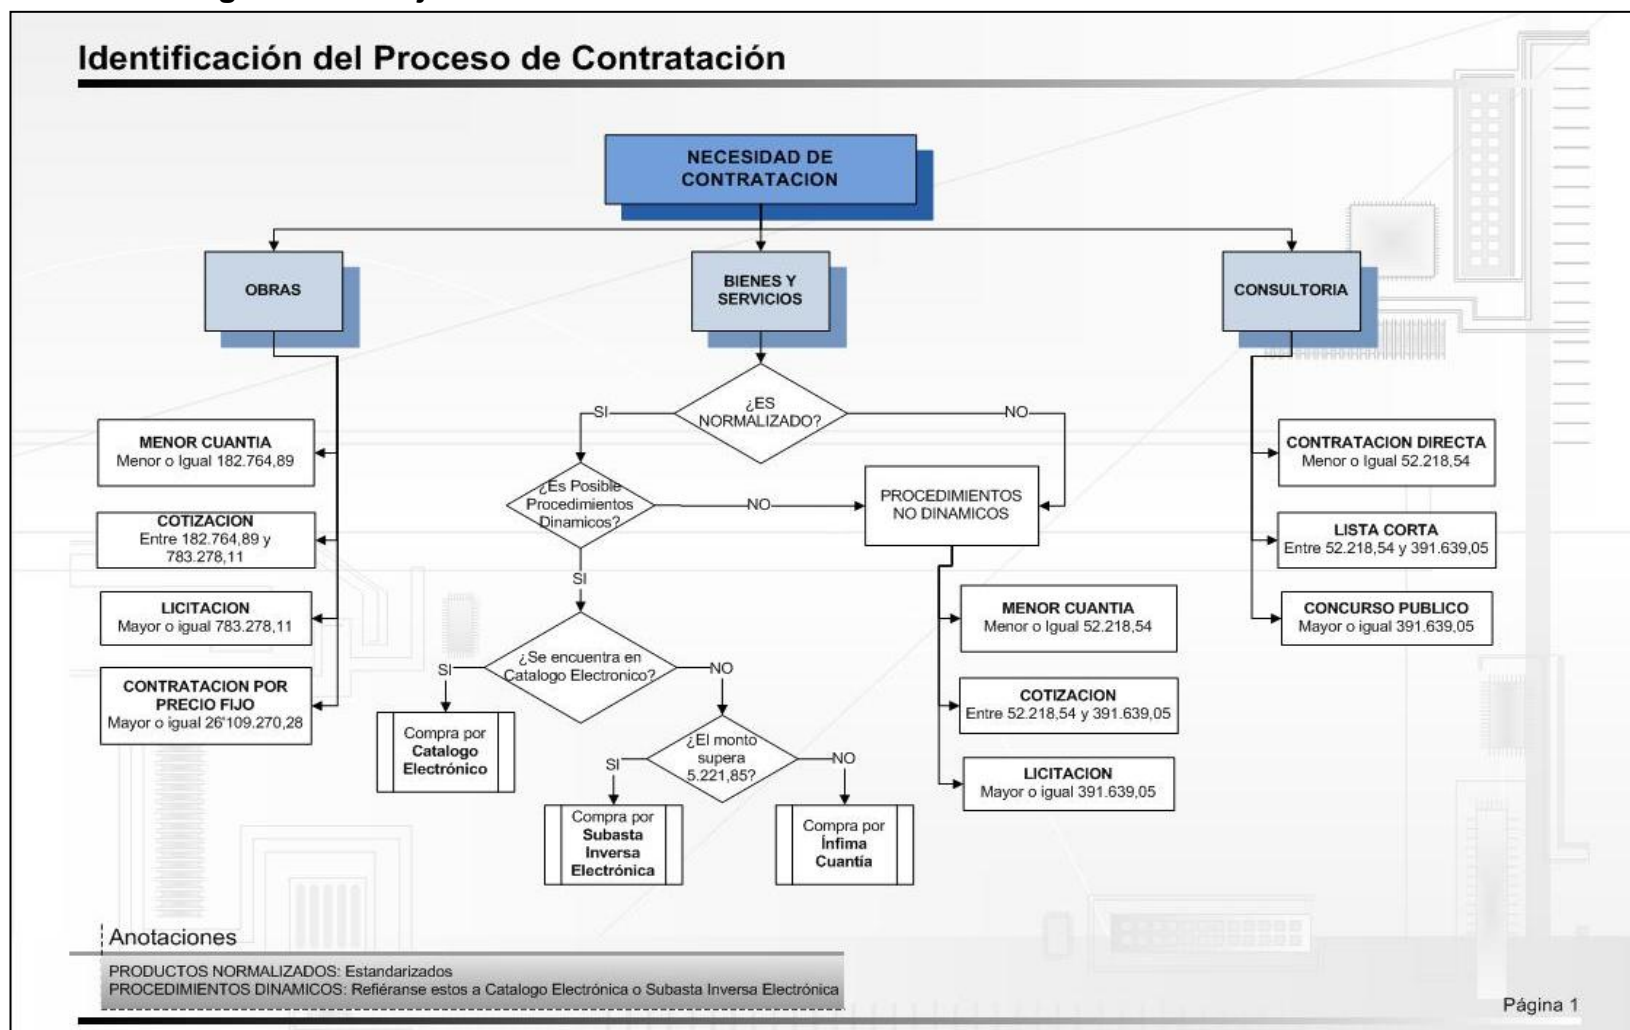 Identificación del Proceso de Contratación
NECESIDAD DE
CONTRATACION
OBRAS
BIENES Y
SERVICIOS
CONSULTORIA
¿ES
NORMALIZADO?
SI
NO
MENOR CUANTIA
Menor o Igual 182.764,89
COTIZACION
Entre 182.764,89 y
783.278,11
LICITACION
Mayor o igual 783.278,11
CONTRATACION POR
PRECIO FIJO
Mayor o igual 26'109.270,28
¿Es Posible
Procedimientos
Dinamicos?
NO
SI
PROCEDIMIENTOS
NO DINAMICOS
¿Se encuentra en
Catalogo Electronico?
SI
NO
Compra por
Catalogo
Electrónico
¿El monto
supera
5.221,85?
SI
NO
Compra por
Subasta
Inversa
Electrónica
Compra por
Ínfima
Cuantía
MENOR CUANTIA
Menor o Igual 52.218,54
COTIZACION
Entre 52.218,54 y 391.639,05
LICITACION
Mayor o igual 391.639,05
CONTRATACION DIRECTA
Menor o Igual 52.218,54
LISTA CORTA
Entre 52.218,54 y 391.639,05
CONCURSO PUBLICO
Mayor o igual 391.639,05
Anotaciones
PRODUCTOS NORMALIZADOS: Estandarizados
PROCEDIMIENTOS DINAMICOS: Refiéranse estos a Catalogo Electrónica o Subasta Inversa Electrónica
Página 1